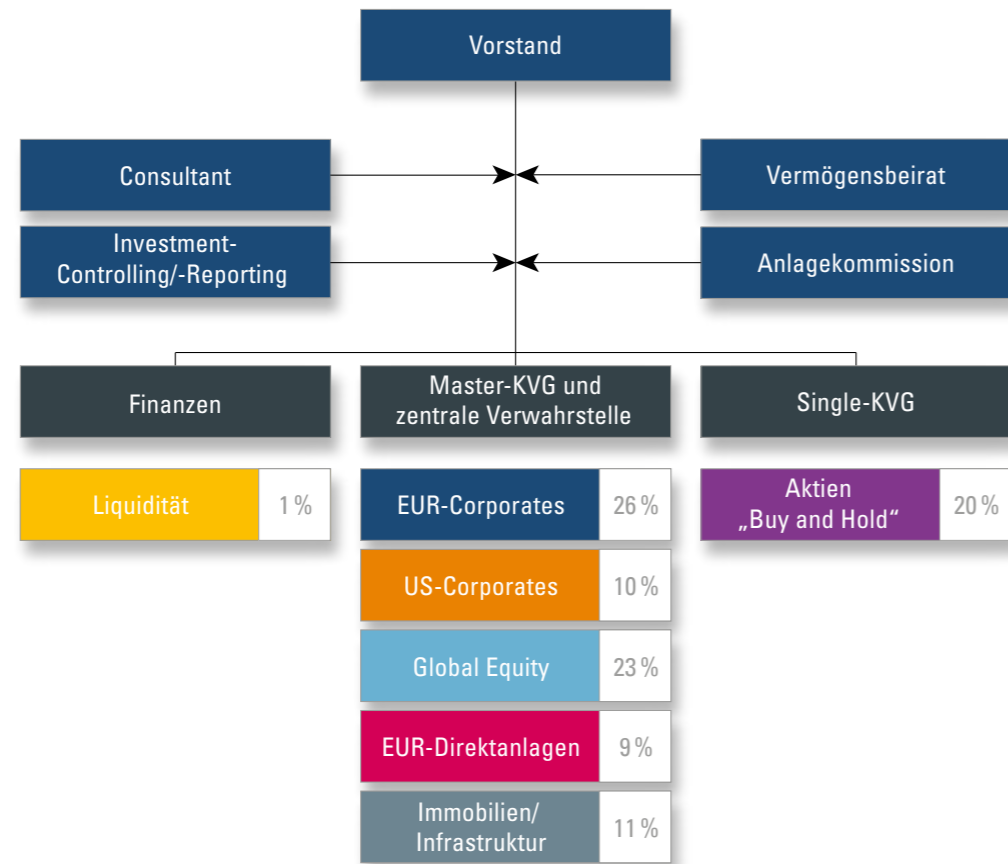 Vorstand
Consultant
Vermögensbeirat
Investment-
Controlling/-Reporting
Anlagekommission
Finanzen
Master-KVG und
zentrale Verwahrstelle
Single-KVG
Liquidität 1 %
EUR-Corporates 26 %
Aktien
„Buy and Hold“ 20 %
US-Corporates 10 %
Global Equity 23 %
EUR-Direktanlagen 9 %
Immobilien/
Infrastruktur 11 %